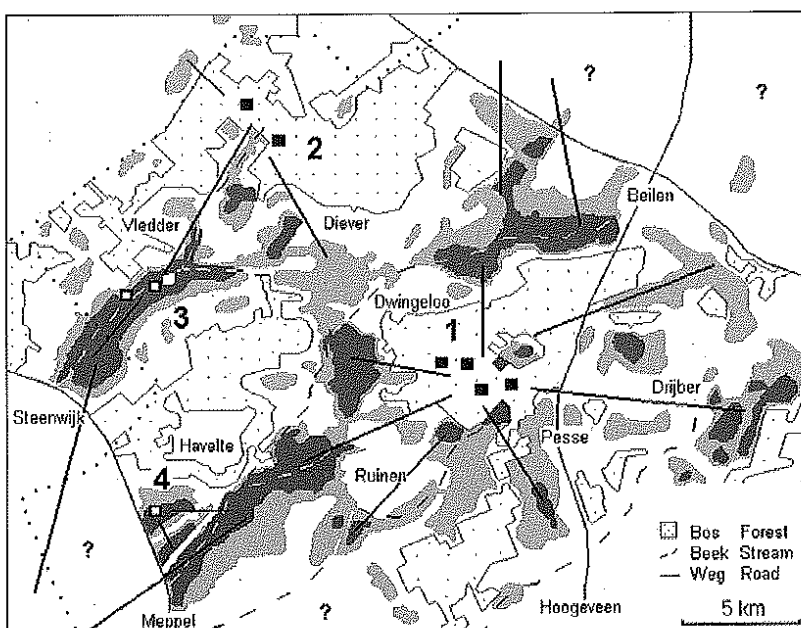 ?
?
2
Beilen
Vledder
Diever
Dwingeloo
1
3
Drijber
Steenwijk
Havelte
Pesse
4
Ruinen
?
Bos Forest
Beek Stream
Weg Road
?
5 km
Hoogeveen
Meppel